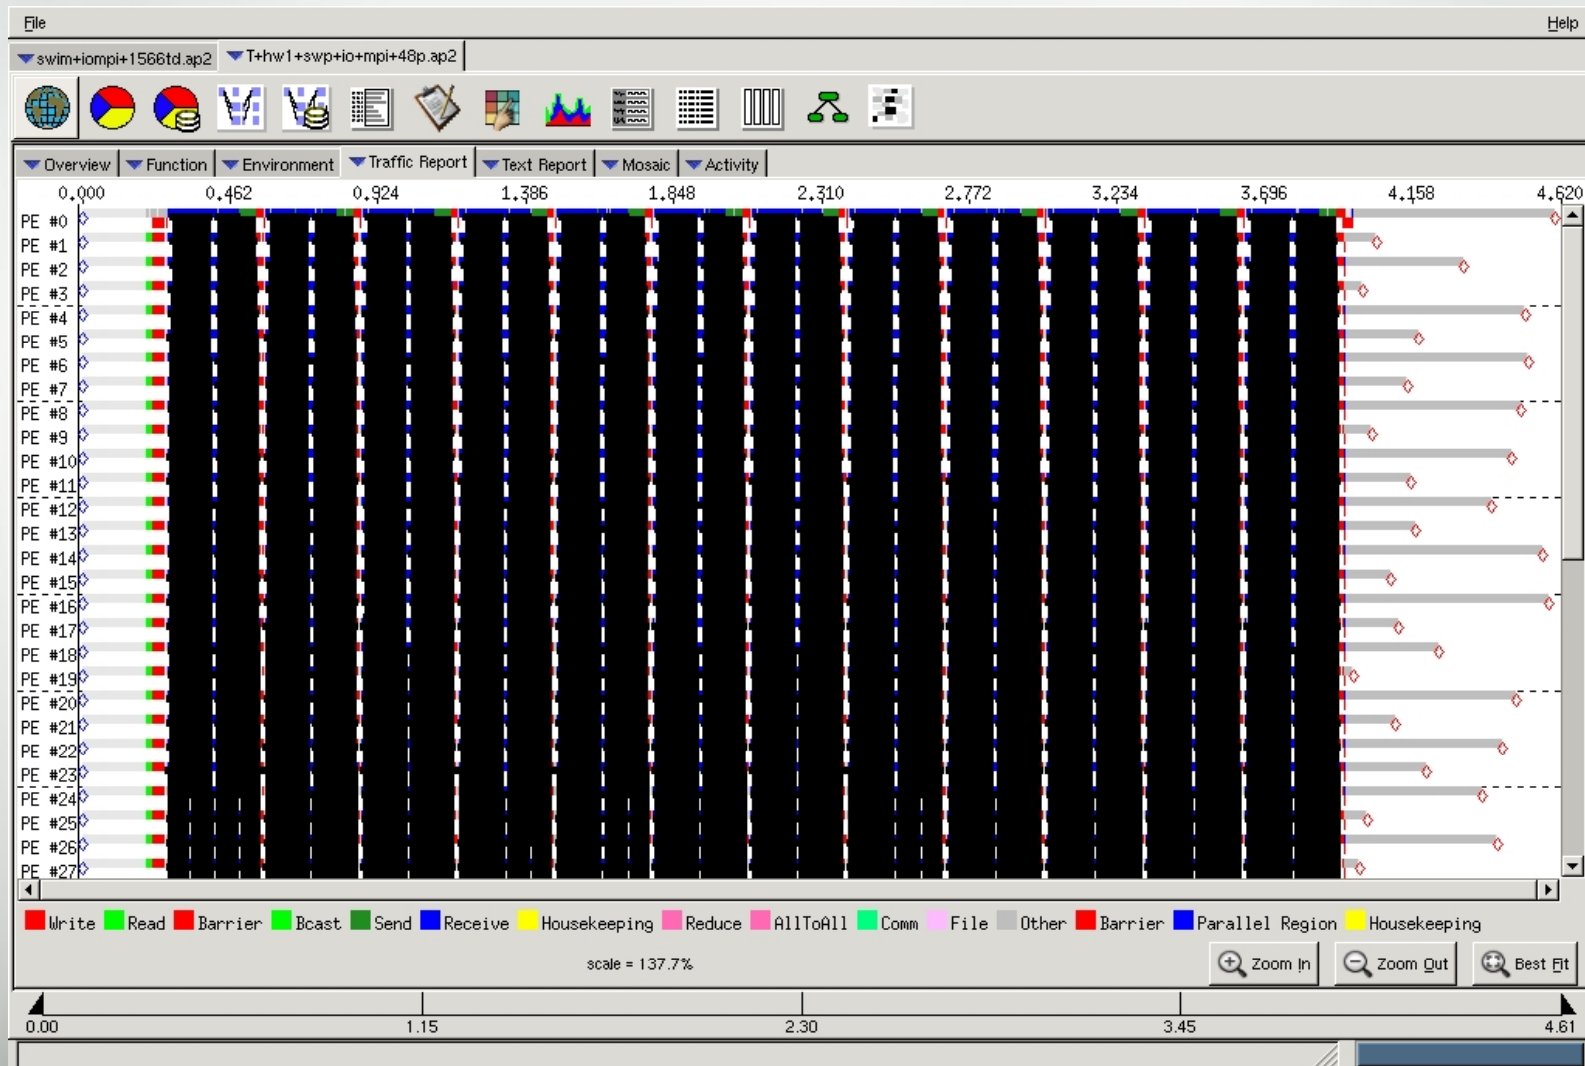 File Help
swim+iompi+1566td.ap2 T+hw1+swp+io+mpi+48p.ap2
Overview Function Environment Traffic Report Text Report Mosaic Activity
0.000 0.462 0.924 1.386 1.848 2.310 2.772 3.234 3.696 4.158 4.620
PE #0
PE #1
PE #2
PE #3
PE #4
PE #5
PE #6
PE #7
PE #8
PE #9
PE #10
PE #11
PE #12
PE #13
PE #14
PE #15
PE #16
PE #17
PE #18
PE #19
PE #20
PE #21
PE #22
PE #23
PE #24
PE #25
PE #26
PE #27
Write Read Barrier Bcast Send Receive Housekeeping Reduce AllToAll Comm File Other Barrier Parallel Region Housekeeping
scale = 137.7% Zoom In Zoom Out Best Fit
0.00 1.15 2.30 3.45 4.61